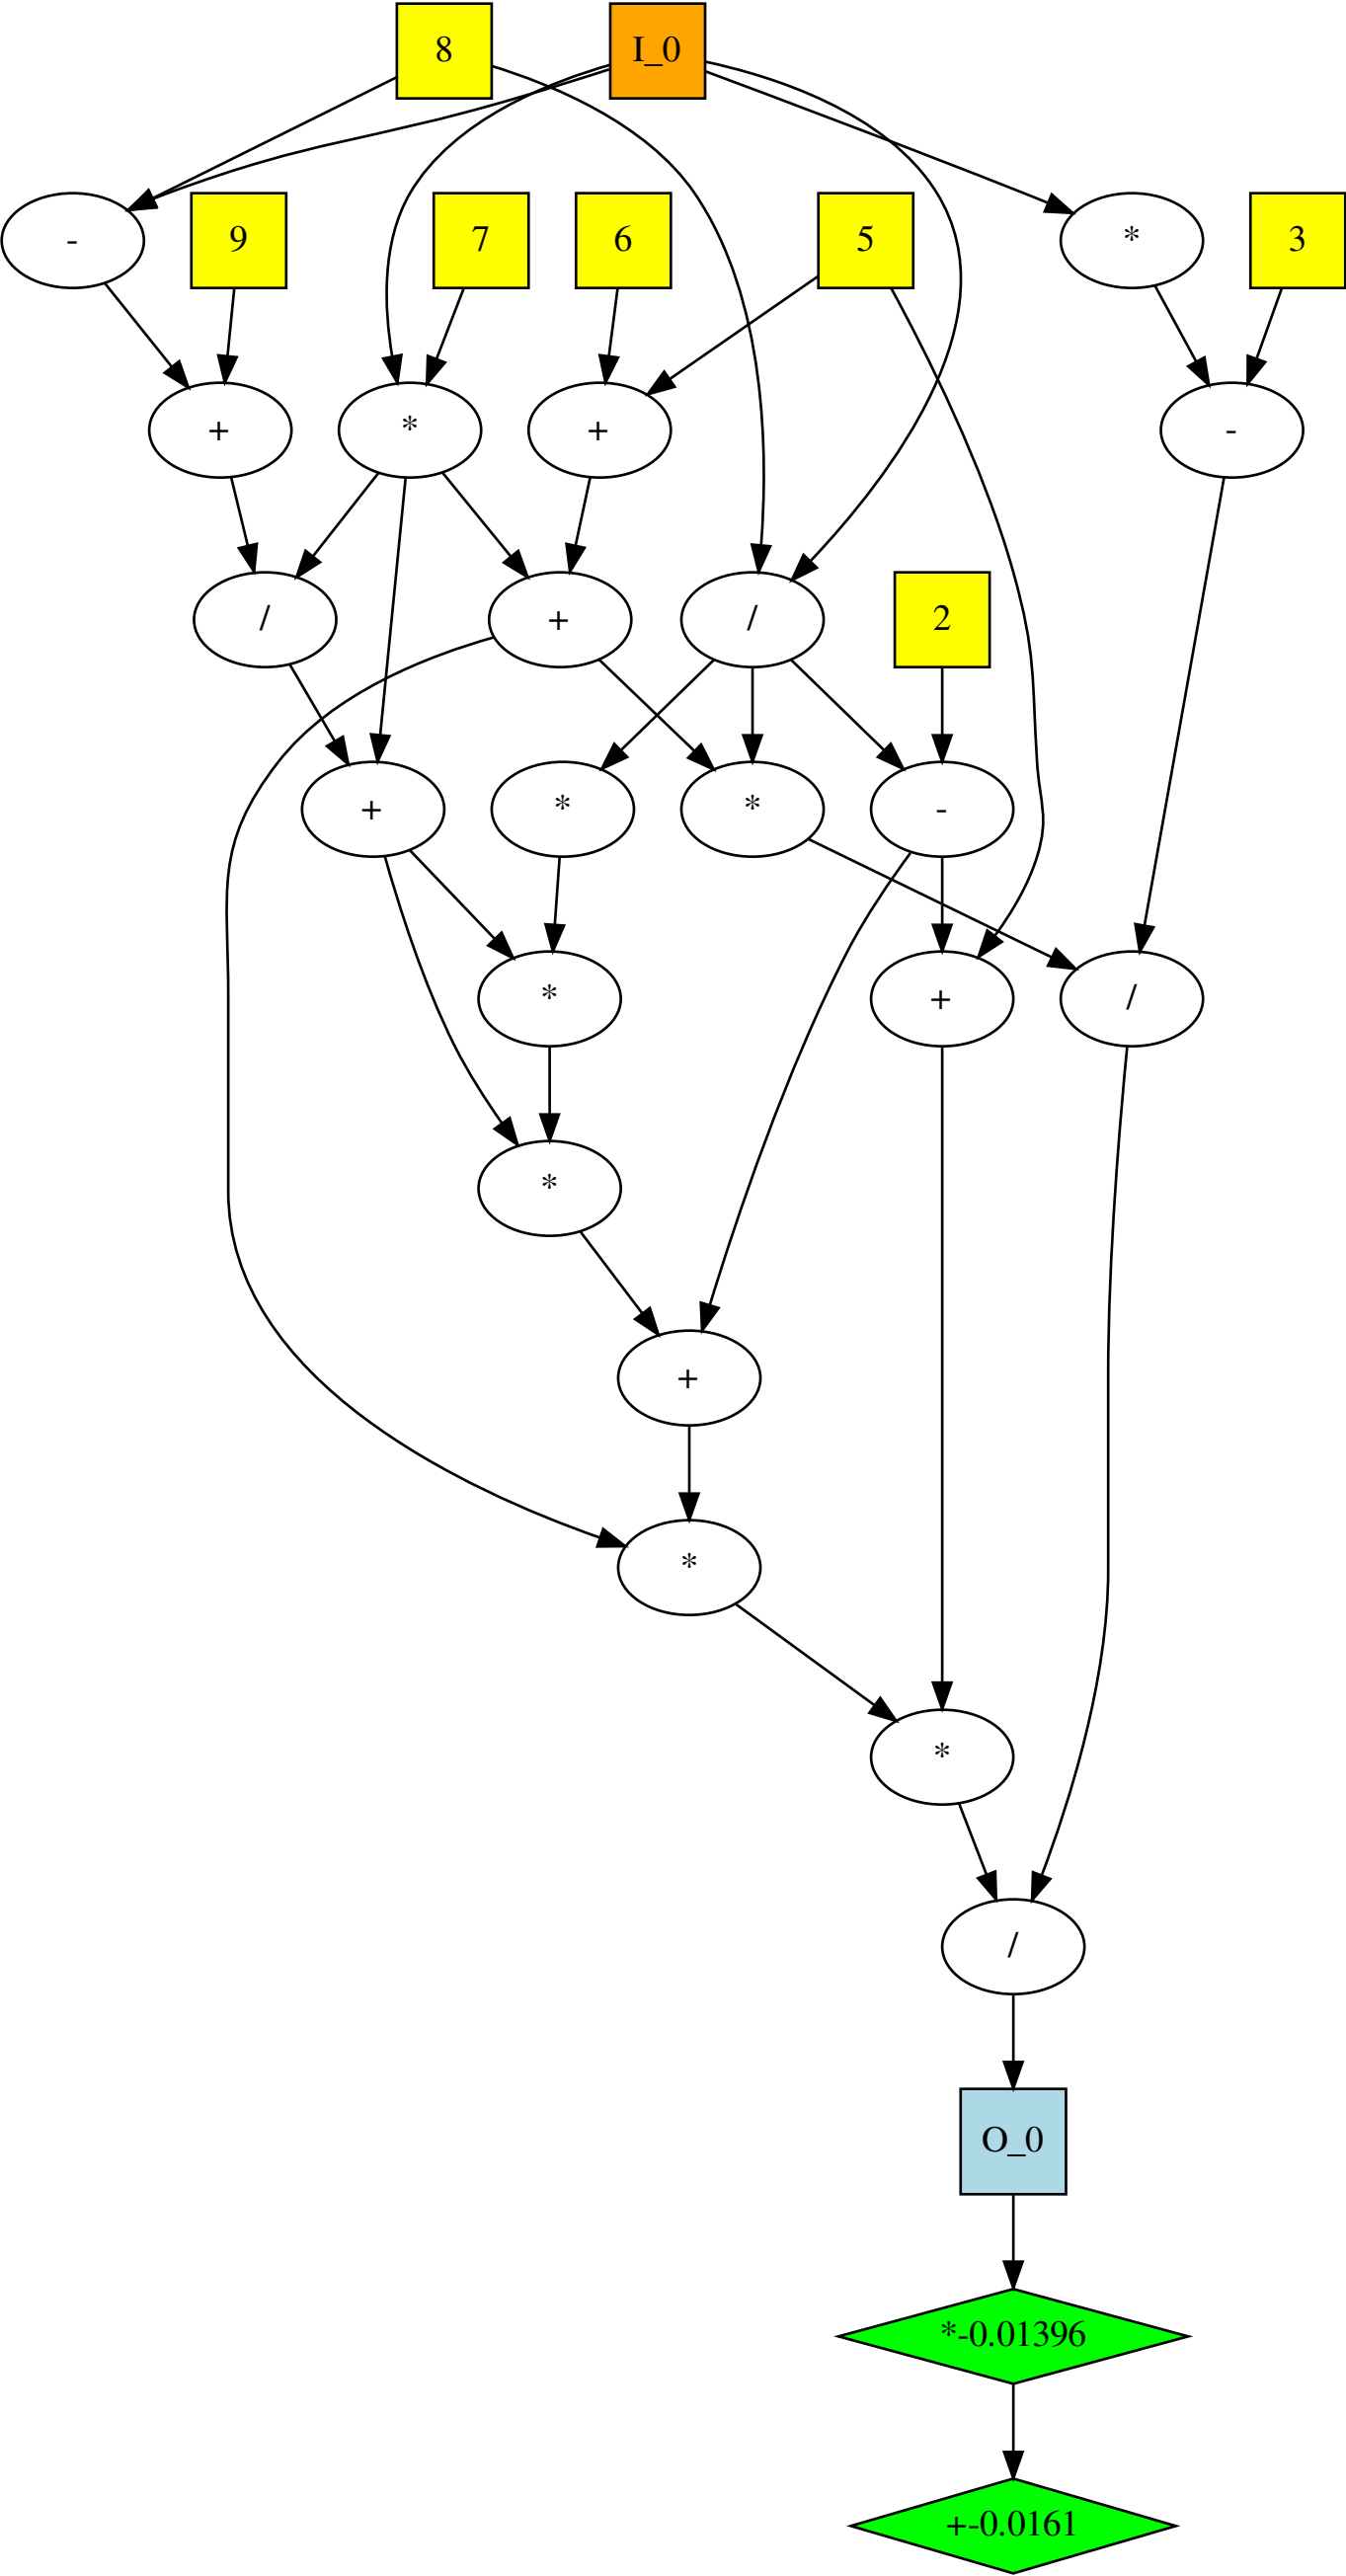 8 I_0
- 9 7 6 5 * 3
+ * + -
/ + / 2
+ * * -
* + /
*
+
*
*
/
O_0
*-0.01396
+-0.0161